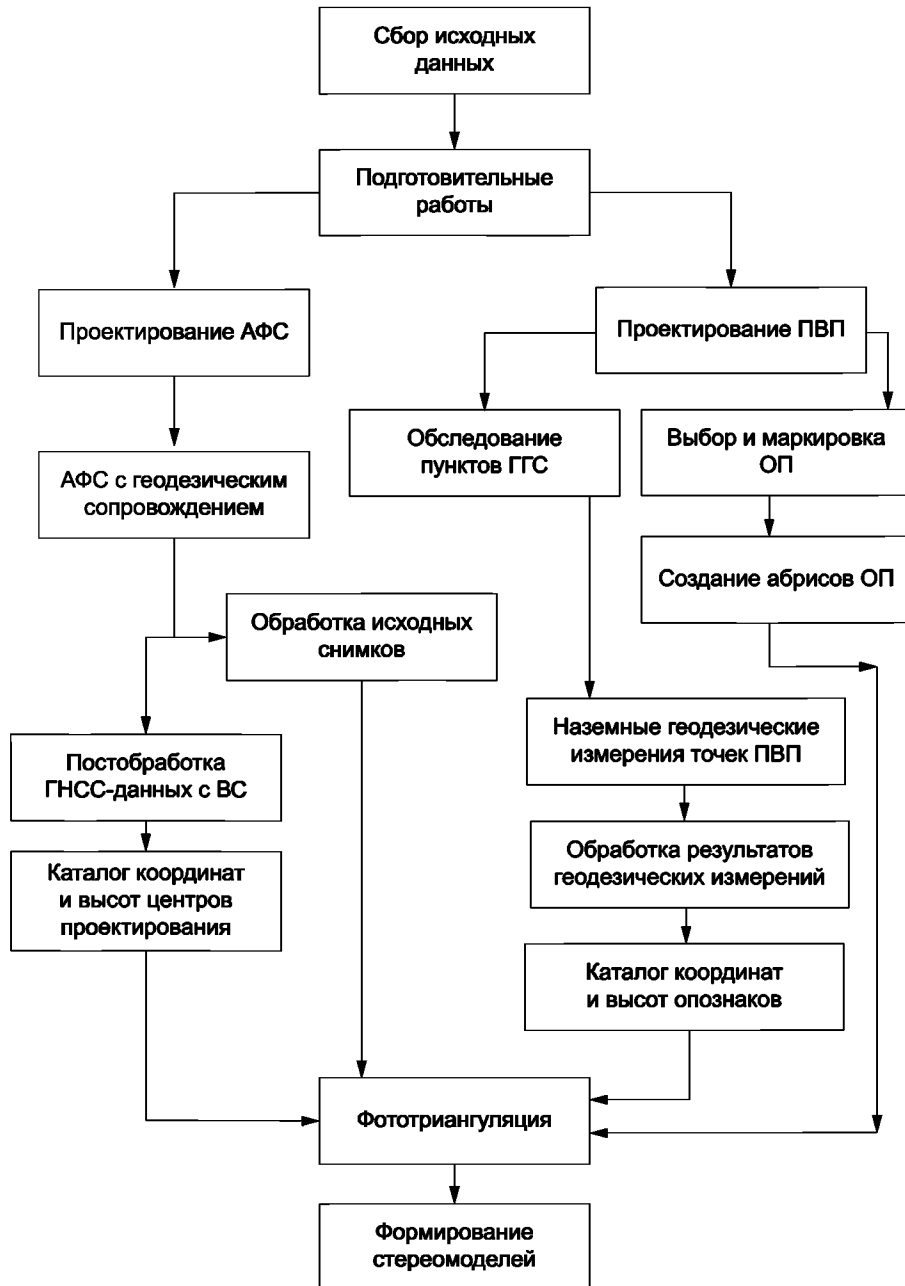 Сбор исходных
данных
Подготовительные
работы
Проектирование АФС
Проектирование ПВП
Обследование
пунктов ГГС
Выбор и маркировка
ОП
АФС с геодезическим
сопровождением
Создание абрисов ОП
Обработка исходных
снимков
Наземные геодезические
измерения точек ПВП
Постобработка
ГНСС-данных с ВС
Обработка результатов
геодезических измерений
Каталог координат
и высот центров
проектирования
Каталог координат
и высот опознаков
Фототриангуляция
Формирование
стереомоделей